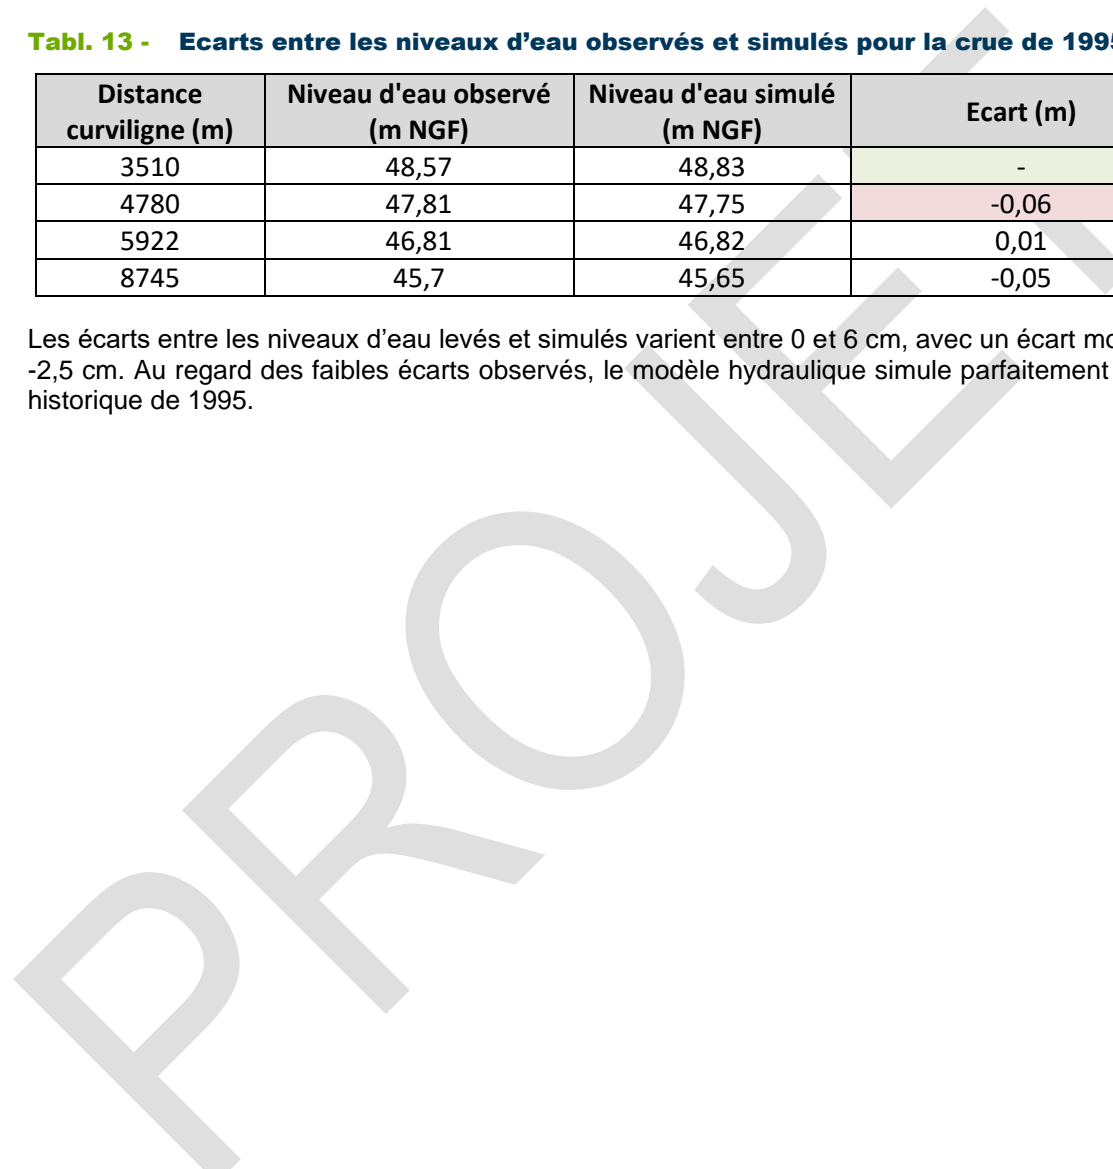 Tabl. 13 - Ecarts entre les niveaux d’eau observés et simulés pour la crue de 1995
Distance curviligne (m) Niveau d'eau observé (m NGF) Niveau d'eau simulé (m NGF) Ecart (m)
3510 48,57 48,83 -
4780 47,81 47,75 -0,06
5922 46,81 46,82 0,01
8745 45,7 45,65 -0,05
Les écarts entre les niveaux d’eau levés et simulés varient entre 0 et 6 cm, avec un écart
-2,5 cm. Au regard des faibles écarts observés, le modèle hydraulique simule parfaitement
historique de 1995.
PROJET